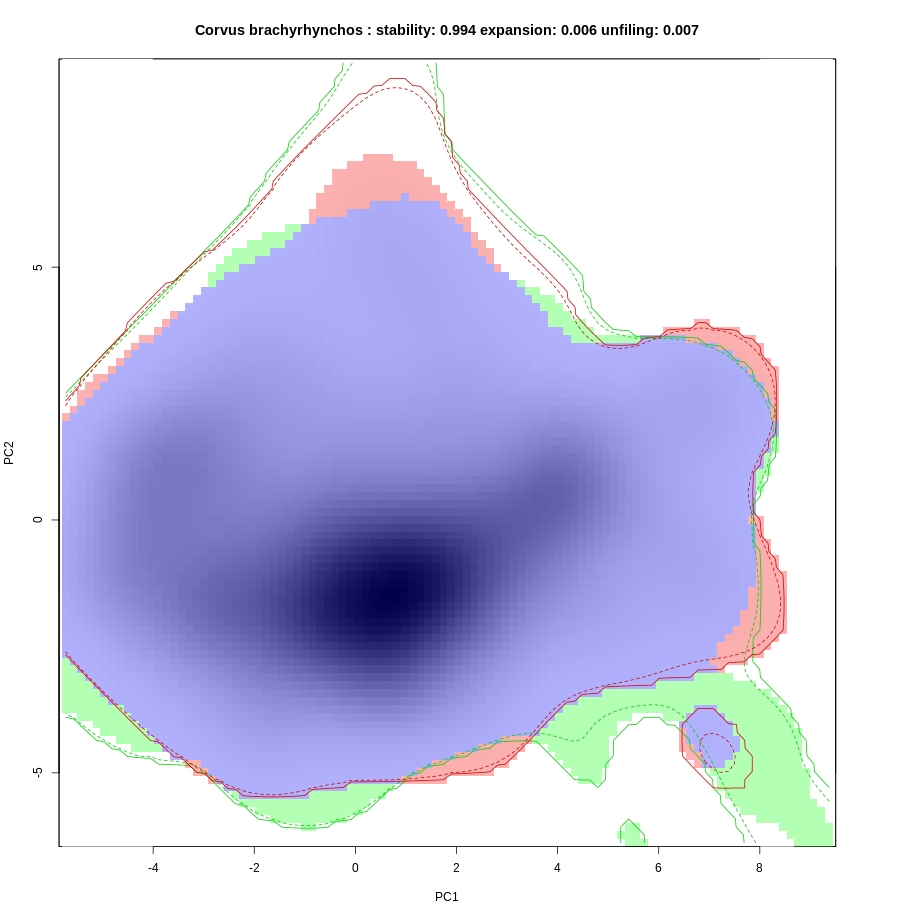 Corvus brachyrhynchos : stability: 0.994 expansion: 0.006 unfiling: 0.007
5
0
-5
PC2
-4 -2 0 2 4 6 8
PC1